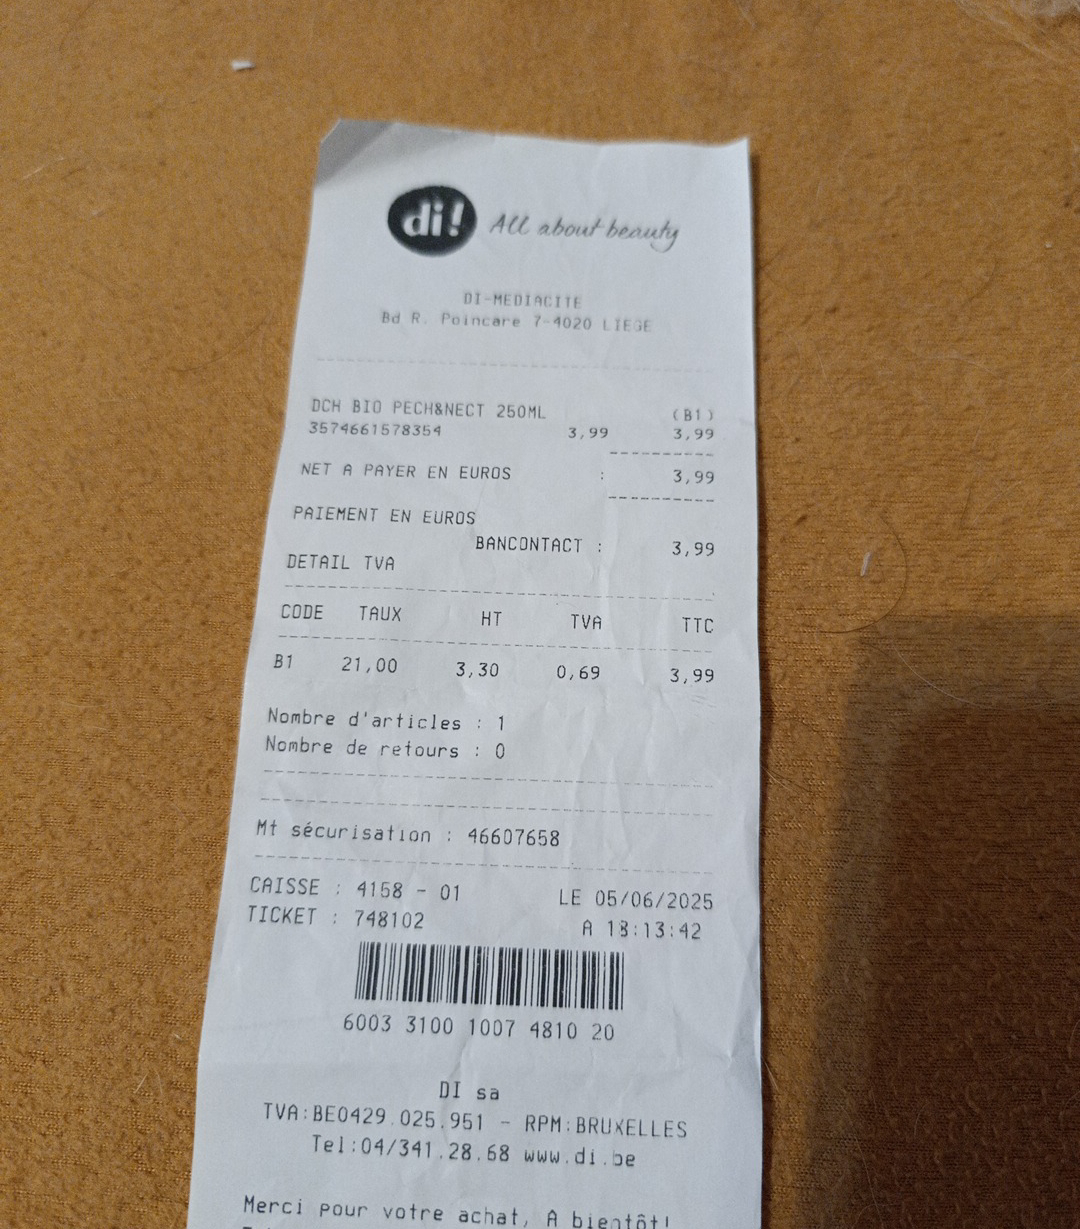 di! All about beauty
DI-MEDIACITE
Bd R. Poincare 7-4020 LIEGE
DCH BIO PECH&NECT 250ML (B1)
3574661578354 3,99 3,99
NET A PAYER EN EUROS : 3,99
PAIEMENT EN EUROS
BANCONTACT : 3,99
DETAIL TVA
CODE TAUX HT TVA TTC
B1 21,00 3,30 0,69 3,99
Nombre d'articles : 1
Nombre de retours : 0
Mt sécurisation : 46607658
CAISSE : 4158 - 01 LE 05/06/2025
TICKET : 748102 A 18:13:42
6003 3100 1007 4810 20
DI sa
TVA:BE0429.025.951 - RPM:BRUXELLES
Tel:04/341.28.68 www.di.be
Merci pour votre achat, A bientôt!